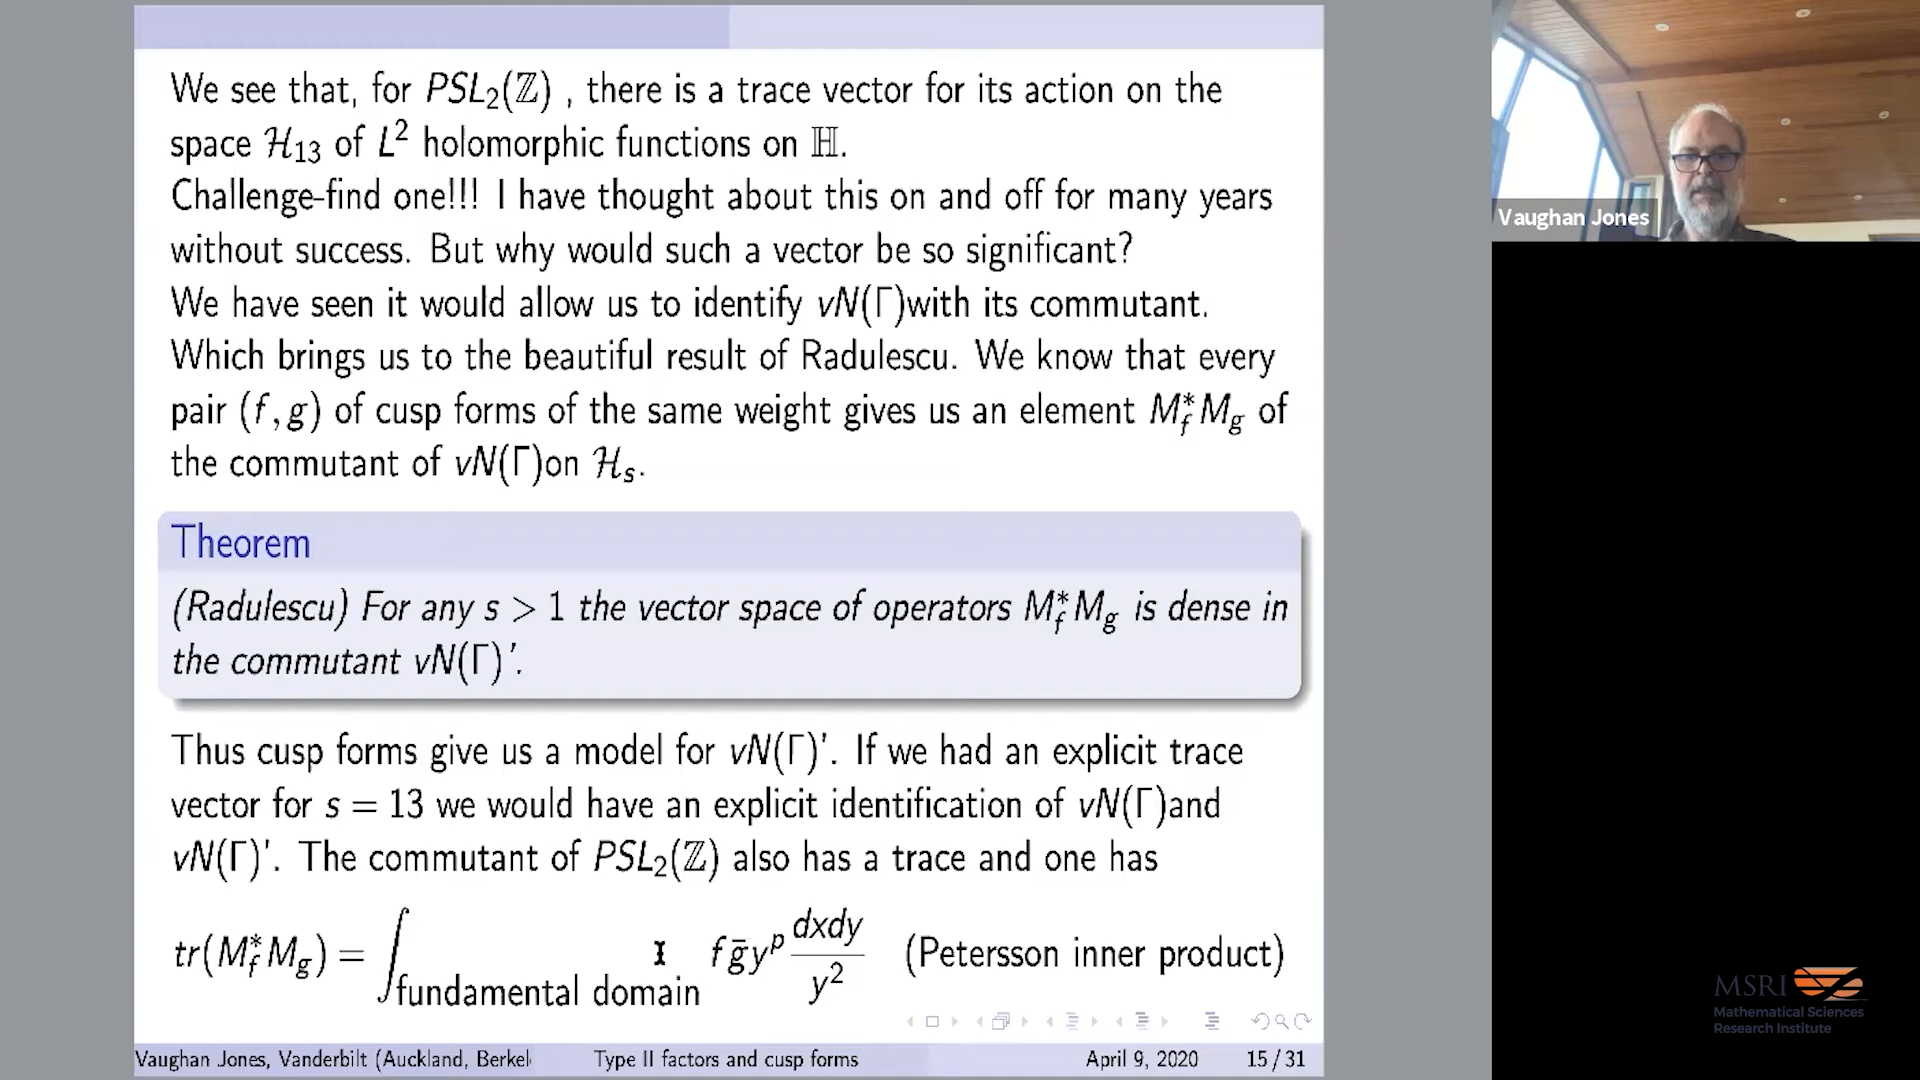 We see that, for PSL₂(ℤ) , there is a trace vector for its action on the
space ℋ₁₃ of L² holomorphic functions on ℍ.
Challenge-find one!!! I have thought about this on and off for many years
without success. But why would such a vector be so significant?
We have seen it would allow us to identify vN(Γ)with its commutant.
Which brings us to the beautiful result of Radulescu. We know that every
pair (f, g) of cusp forms of the same weight gives us an element M_f^* M_g of
the commutant of vN(Γ)on ℋₛ.
Theorem
(Radulescu) For any s > 1 the vector space of operators M_f^* M_g is dense in
the commutant vN(Γ)'.
Thus cusp forms give us a model for vN(Γ)'. If we had an explicit trace
vector for s = 13 we would have an explicit identification of vN(Γ)and
vN(Γ)'. The commutant of PSL₂(ℤ) also has a trace and one has
tr(M_f^* M_g) = ∫_{fundamental domain} f ḡ y^p dxdy/y² (Petersson inner product)
Vaughan Jones, Vanderbilt (Auckland, Berkel Type II factors and cusp forms April 9, 2020 15 / 31
Vaughan Jones
MSRI
Mathematical Sciences
Research Institute